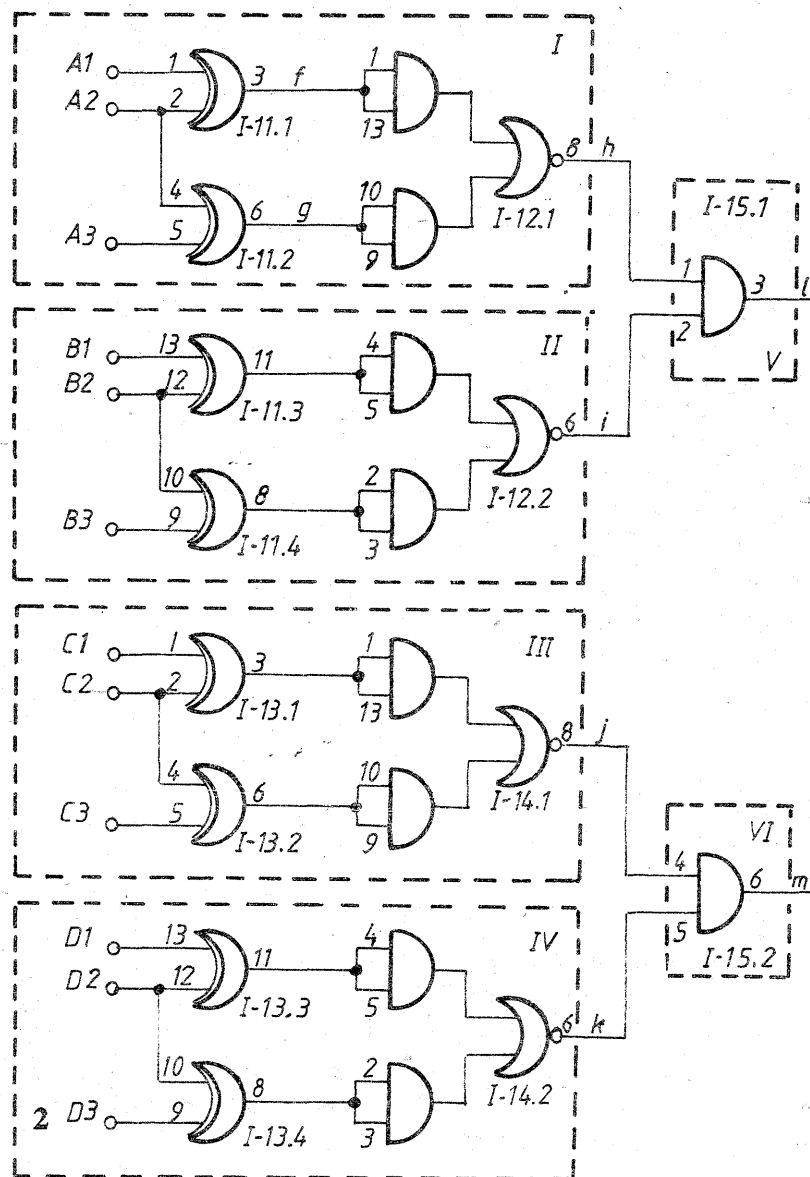 I
A1 1 3 f 1
A2 2 I-11.1 13
8 h
4 6 g 10 I-12.1
A3 5 I-11.2 9
I-15.1
1 3 l
2
V
B1 13 11 4 II
B2 12 I-11.3 5
6 i
10 8 2 I-12.2
B3 9 I-11.4 3
C1 1 3 1 III
C2 2 I-13.1 13
8 j
4 6 10 I-14.1
C3 5 I-13.2 9
VI
4 6 m
5 I-15.2
D1 13 11 4 IV
D2 12 I-13.3 5
6 k
10 8 2 I-14.2
2 D3 9 I-13.4 3